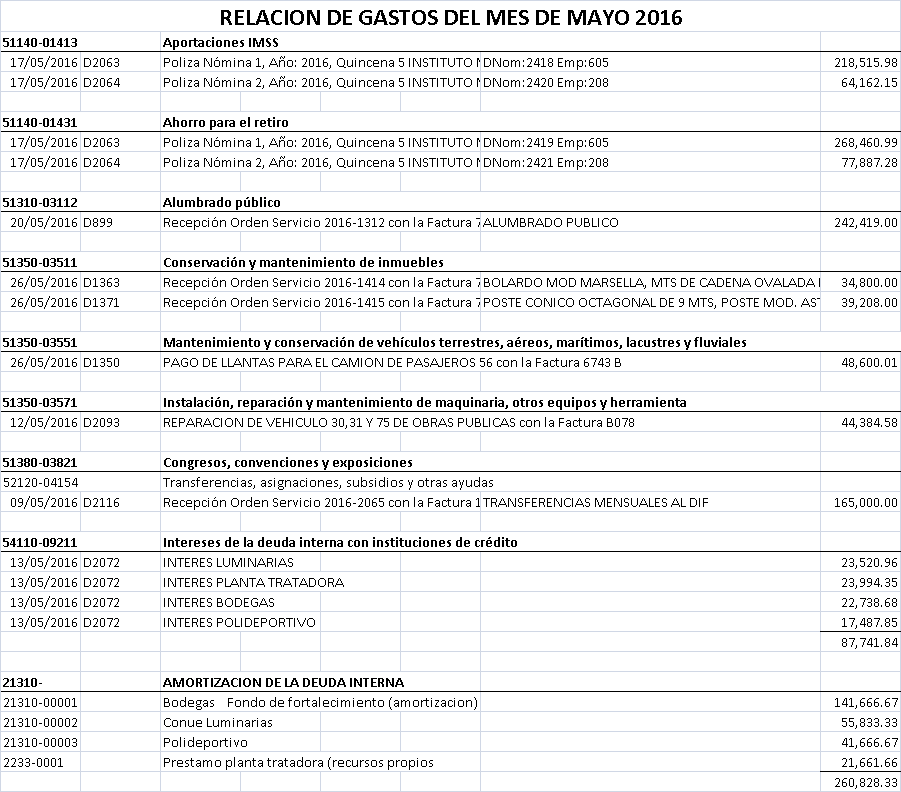 RELACION DE GASTOS DEL MES DE MAYO 2016
51140-01413 Aportaciones IMSS
17/05/2016 D2063 Poliza Nómina 1, Año: 2016, Quincena 5 INSTITUTO DNom:2418 Emp:605 218,515.98
17/05/2016 D2064 Poliza Nómina 2, Año: 2016, Quincena 5 INSTITUTO DNom:2420 Emp:208 64,162.15
51140-01431 Ahorro para el retiro
17/05/2016 D2063 Poliza Nómina 1, Año: 2016, Quincena 5 INSTITUTO DNom:2419 Emp:605 268,460.99
17/05/2016 D2064 Poliza Nómina 2, Año: 2016, Quincena 5 INSTITUTO DNom:2421 Emp:208 77,887.28
51310-03112 Alumbrado público
20/05/2016 D899 Recepción Orden Servicio 2016-1312 con la Factura 7 ALUMBRADO PUBLICO 242,419.00
51350-03511 Conservación y mantenimiento de inmuebles
26/05/2016 D1363 Recepción Orden Servicio 2016-1414 con la Factura 7 BOLARDO MOD MARSELLA, MTS DE CADENA OVALADA 34,800.00
26/05/2016 D1371 Recepción Orden Servicio 2016-1415 con la Factura 7 POSTE CONICO OCTAGONAL DE 9 MTS, POSTE MOD. AST 39,208.00
51350-03551 Mantenimiento y conservación de vehículos terrestres, aéreos, marítimos, lacustres y fluviales
26/05/2016 D1350 PAGO DE LLANTAS PARA EL CAMION DE PASAJEROS 56 con la Factura 6743 B 48,600.01
51350-03571 Instalación, reparación y mantenimiento de maquinaria, otros equipos y herramienta
12/05/2016 D2093 REPARACION DE VEHICULO 30,31 Y 75 DE OBRAS PUBLICAS con la Factura B078 44,384.58
51380-03821 Congresos, convenciones y exposiciones
52120-04154 Transferencias, asignaciones, subsidios y otras ayudas
09/05/2016 D2116 Recepción Orden Servicio 2016-2065 con la Factura 1 TRANSFERENCIAS MENSUALES AL DIF 165,000.00
54110-09211 Intereses de la deuda interna con instituciones de crédito
13/05/2016 D2072 INTERES LUMINARIAS 23,520.96
13/05/2016 D2072 INTERES PLANTA TRATADORA 23,994.35
13/05/2016 D2072 INTERES BODEGAS 22,738.68
13/05/2016 D2072 INTERES POLIDEPORTIVO 17,487.85
87,741.84
21310- AMORTIZACION DE LA DEUDA INTERNA
21310-00001 Bodegas Fondo de fortalecimiento (amortizacion) 141,666.67
21310-00002 Conue Luminarias 55,833.33
21310-00003 Polideportivo 41,666.67
2233-0001 Prestamo planta tratadora (recursos propios 21,661.66
260,828.33